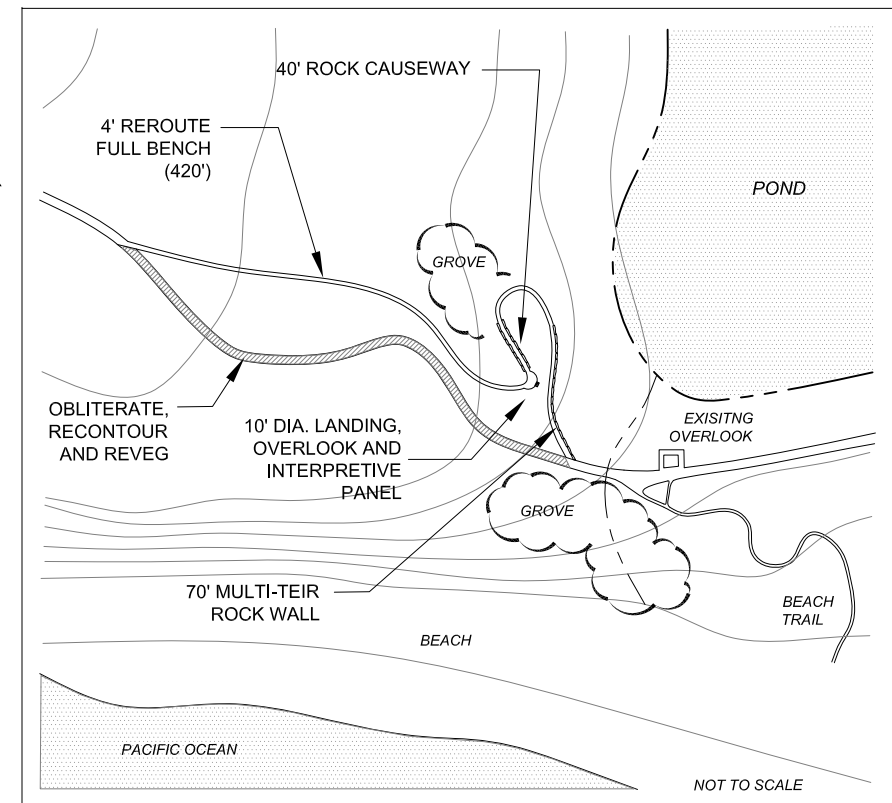 40' ROCK CAUSEWAY
4' REROUTE
FULL BENCH
(420')
POND
GROVE
OBLITERATE,
RECONTOUR
AND REVEG
10' DIA. LANDING,
OVERLOOK AND
INTERPRETIVE
PANEL
EXISITNG
OVERLOOK
GROVE
70' MULTI-TEIR
ROCK WALL
BEACH
TRAIL
BEACH
PACIFIC OCEAN
NOT TO SCALE